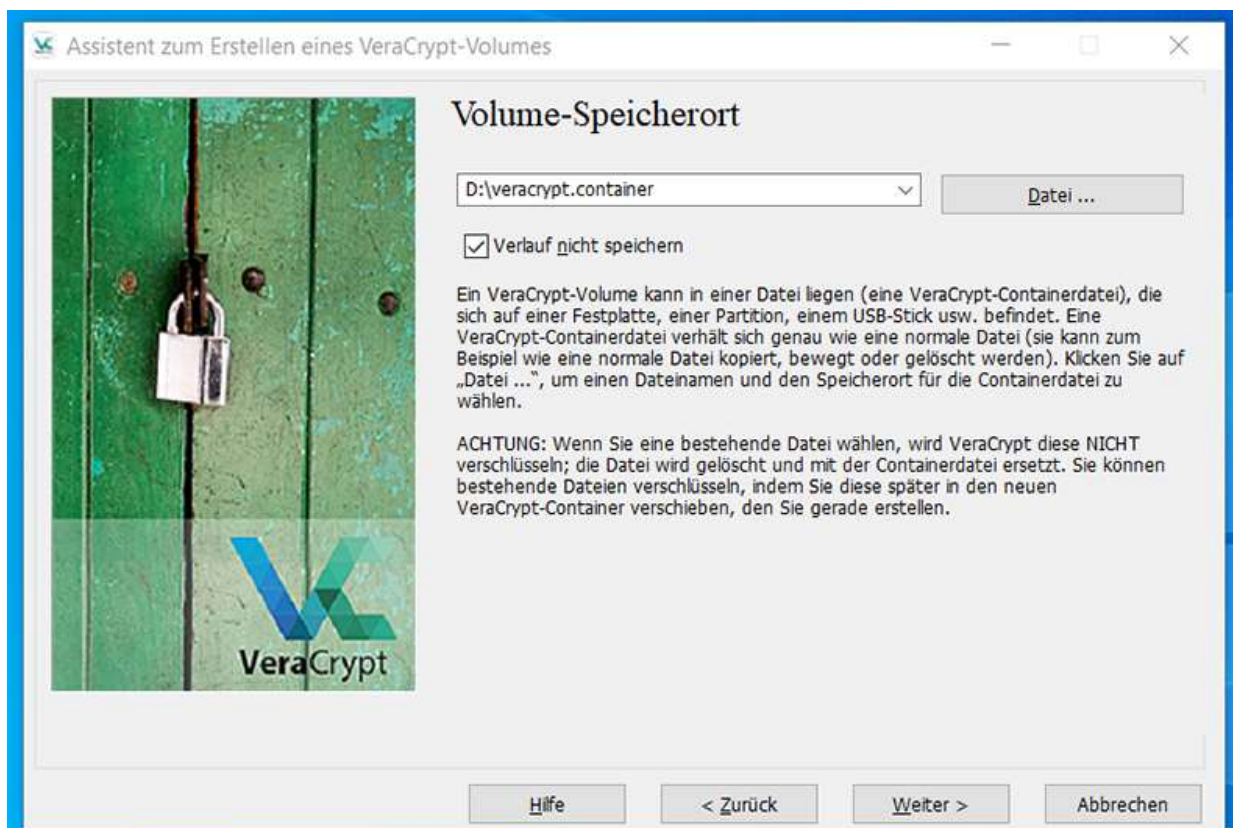 Assistent zum Erstellen eines VeraCrypt-Volumes
Volume-Speicherort
D:\veracrypt.container
Datei ...
Verlauf nicht speichern
Ein VeraCrypt-Volume kann in einer Datei liegen (eine VeraCrypt-Containerdatei), die
sich auf einer Festplatte, einer Partition, einem USB-Stick usw. befindet. Eine
VeraCrypt-Containerdatei verhält sich genau wie eine normale Datei (sie kann zum
Beispiel wie eine normale Datei kopiert, bewegt oder gelöscht werden). Klicken Sie auf
„Datei ...“, um einen Dateinamen und den Speicherort für die Containerdatei zu
wählen.
ACHTUNG: Wenn Sie eine bestehende Datei wählen, wird VeraCrypt diese NICHT
verschlüsseln; die Datei wird gelöscht und mit der Containerdatei ersetzt. Sie können
bestehende Dateien verschlüsseln, indem Sie diese später in den neuen
VeraCrypt-Container verschieben, den Sie gerade erstellen.
VeraCrypt
Hilfe
< Zurück
Weiter >
Abbrechen